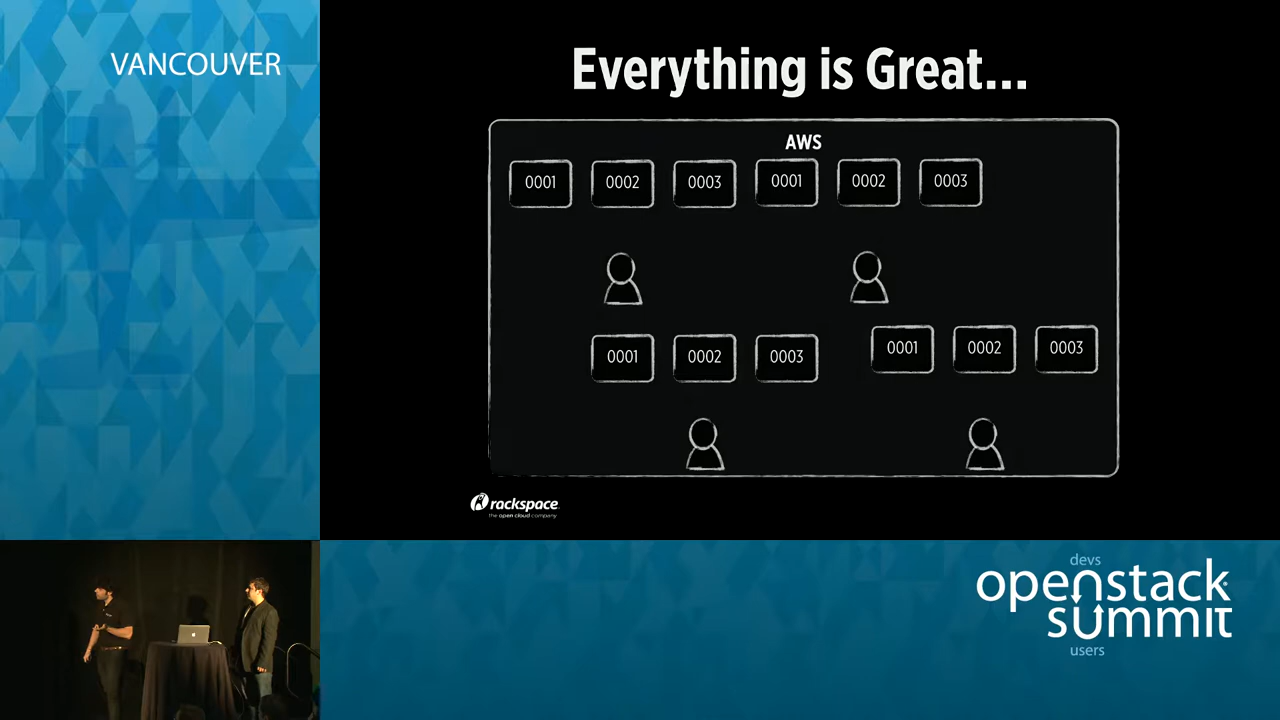 VANCOUVER
Everything is Great...
AWS
0001 0002 0003 0001 0002 0003
0001 0002 0003 0001 0002 0003
rackspace
the open cloud company
devs
openstack
summit
users